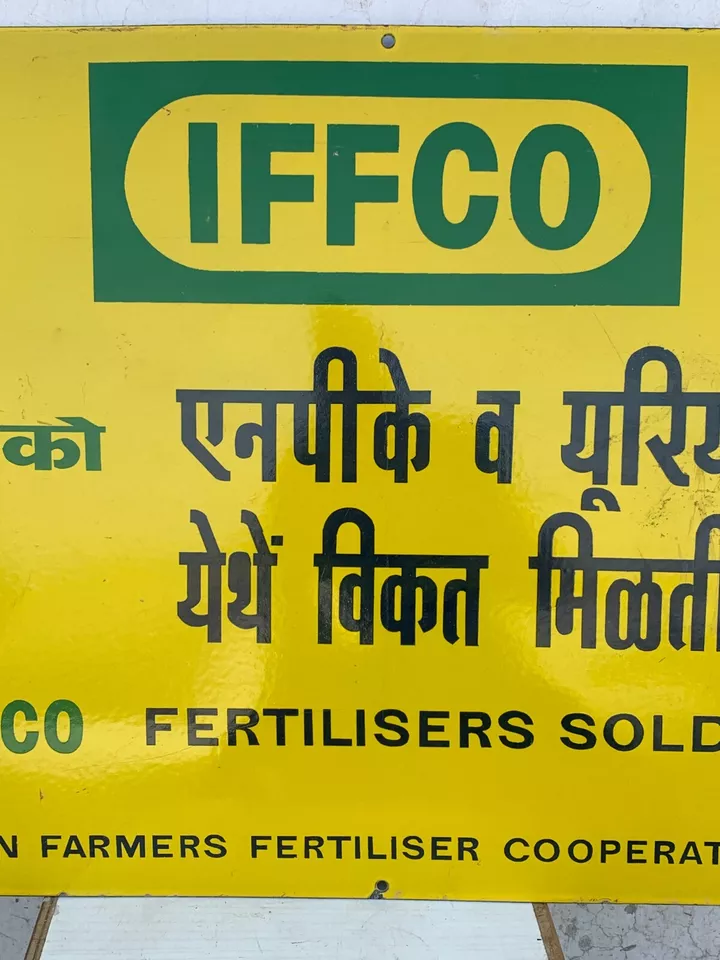 IFFCO
को एनपीके व यूरिय
येथें विकत मिळती
CO FERTILISERS SOLD
N FARMERS FERTILISER COOPERAT